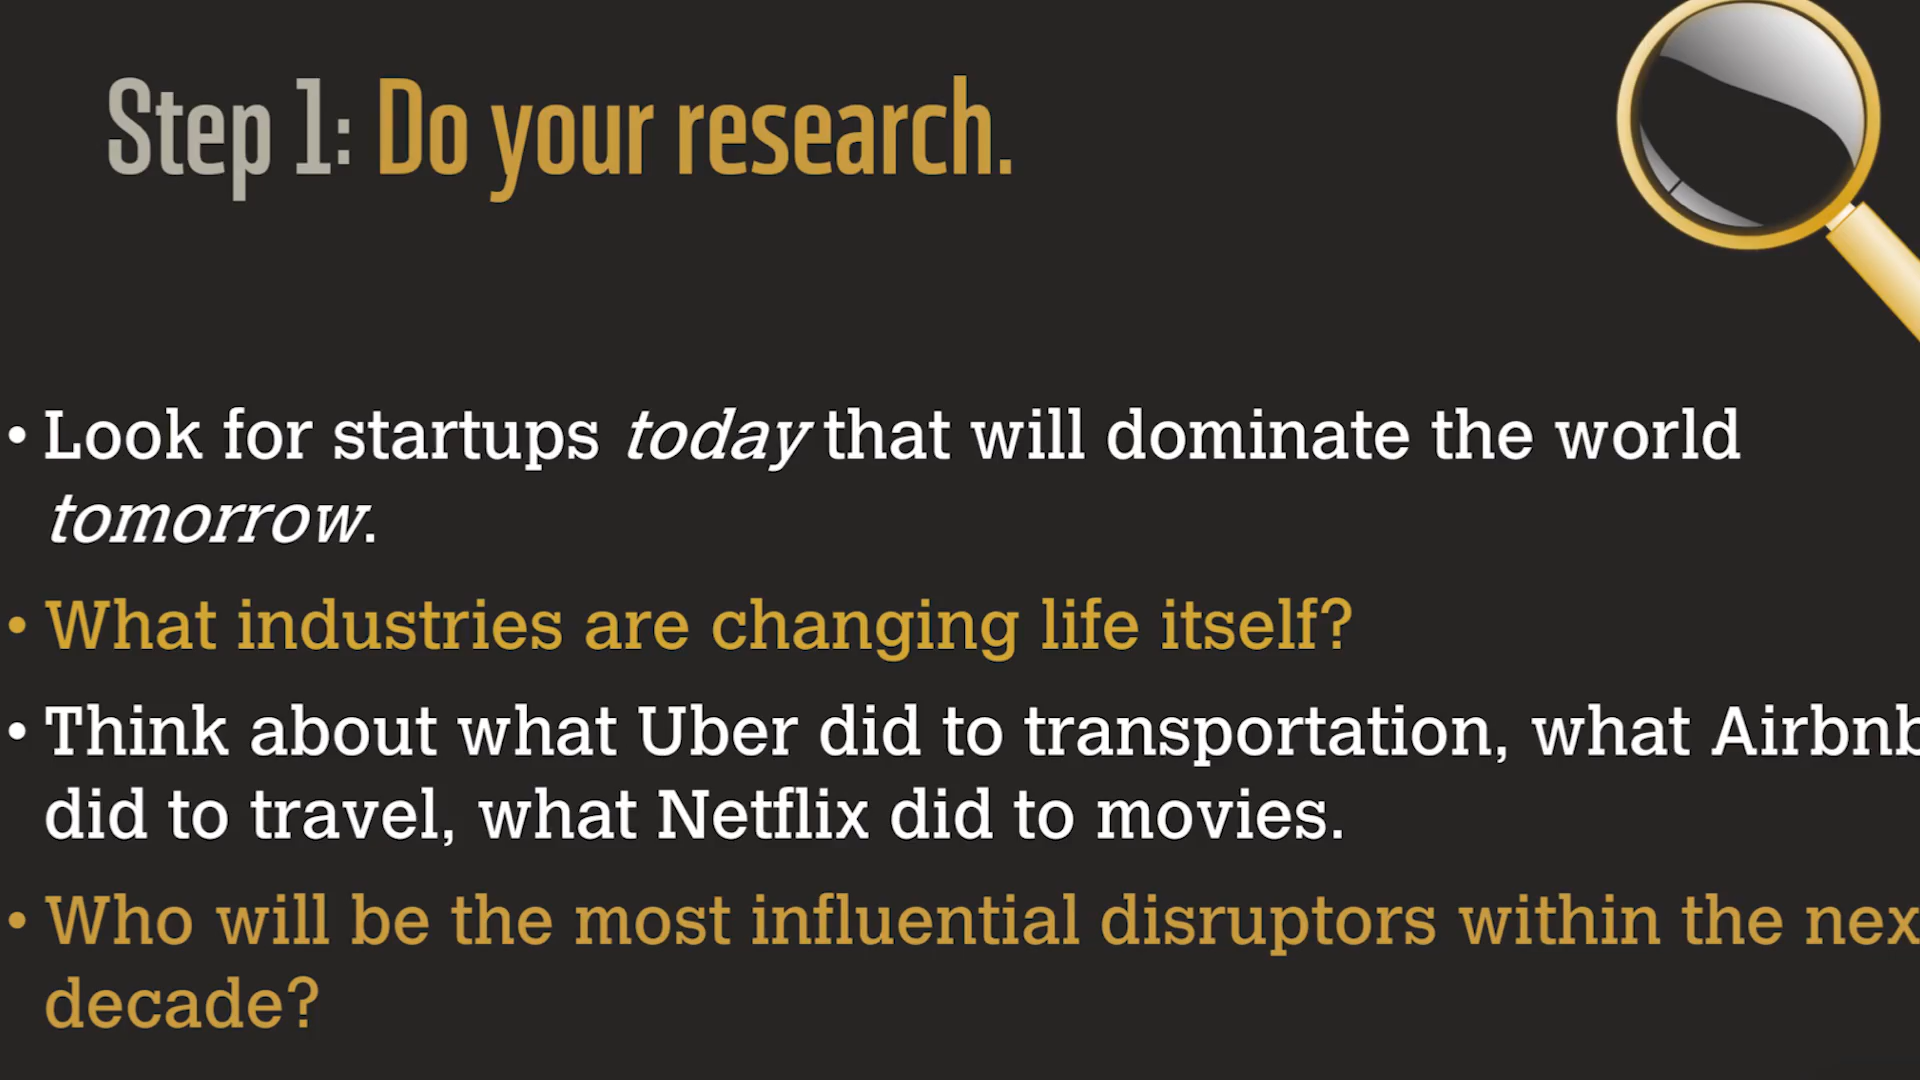 Step 1: Do your research.
• Look for startups today that will dominate the world
tomorrow.
• What industries are changing life itself?
• Think about what Uber did to transportation, what Airbnb
did to travel, what Netflix did to movies.
• Who will be the most influential disruptors within the nex
decade?